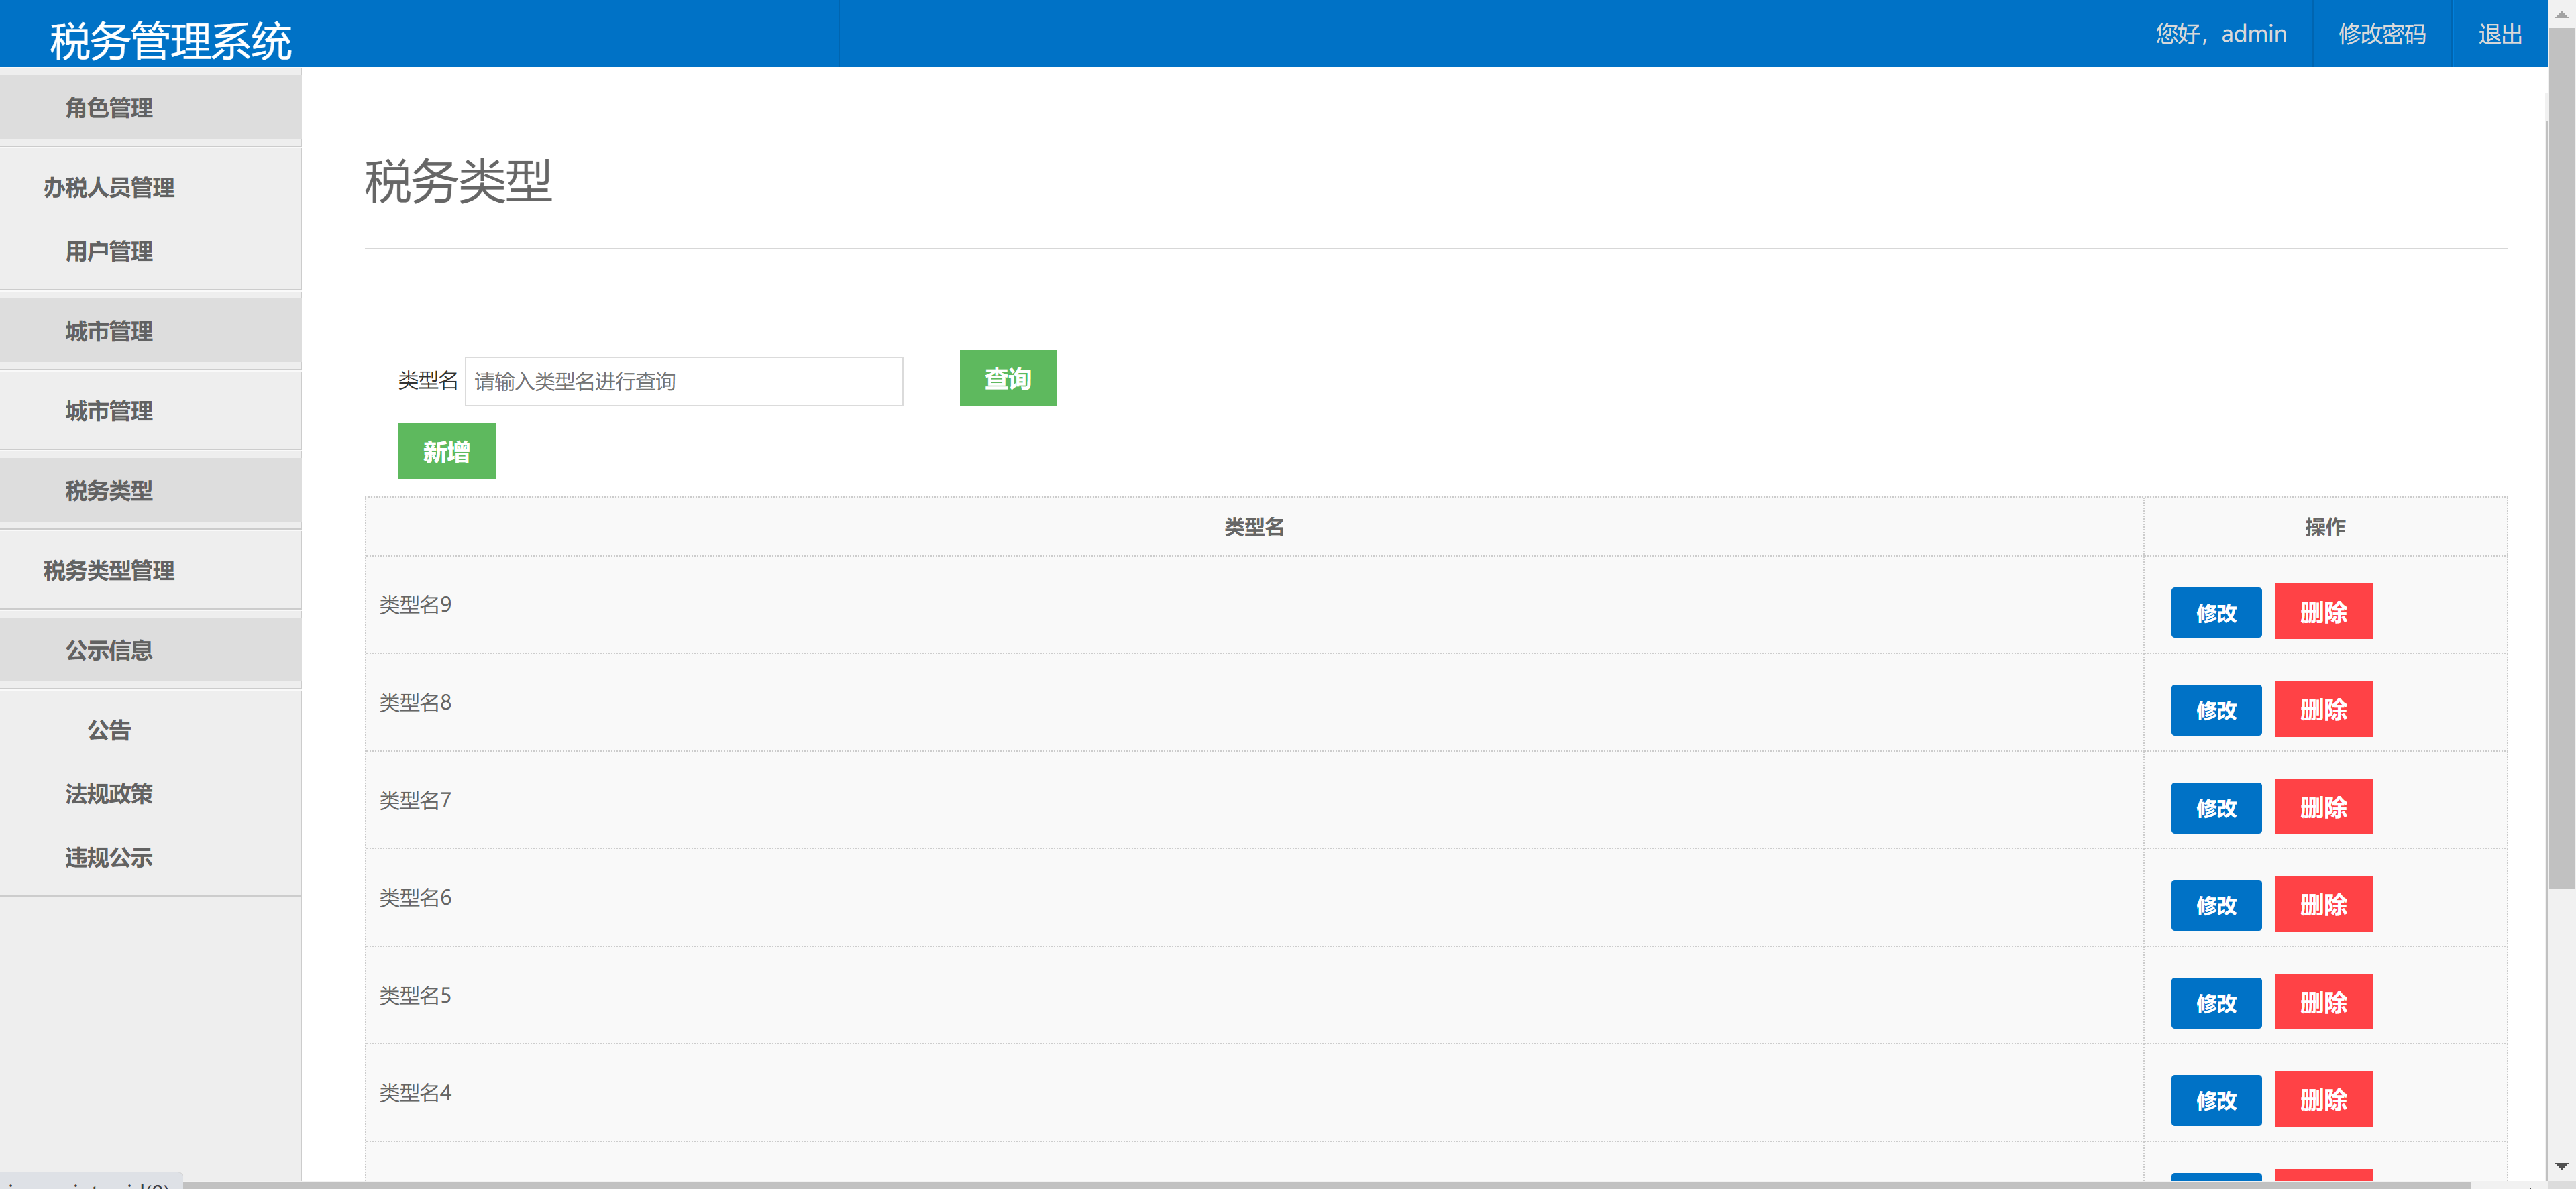 税务管理系统
您好，admin
修改密码
退出
角色管理
办税人员管理
用户管理
城市管理
城市管理
税务类型
税务类型管理
公示信息
公告
法规政策
违规公示
税务类型
类型名 请输入类型名进行查询 查询
新增
类型名 操作
类型名9 修改 删除
类型名8 修改 删除
类型名7 修改 删除
类型名6 修改 删除
类型名5 修改 删除
类型名4 修改 删除